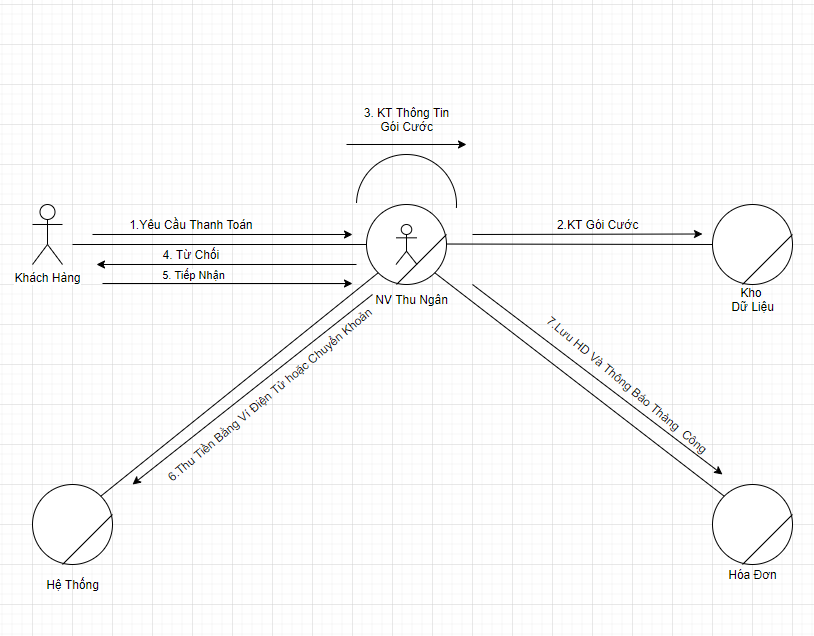 3. KT Thông Tin
Gói Cước
1.Yêu Cầu Thanh Toán
2.KT Gói Cước
4. Từ Chối
5. Tiếp Nhận
Khách Hàng
NV Thu Ngân
Kho
Dữ Liệu
6.Thu Tiền Bằng Ví Điện Tử hoặc Chuyển Khoản
7.Lưu HD Và Thông Báo Thàng Công
Hệ Thống
Hóa Đơn